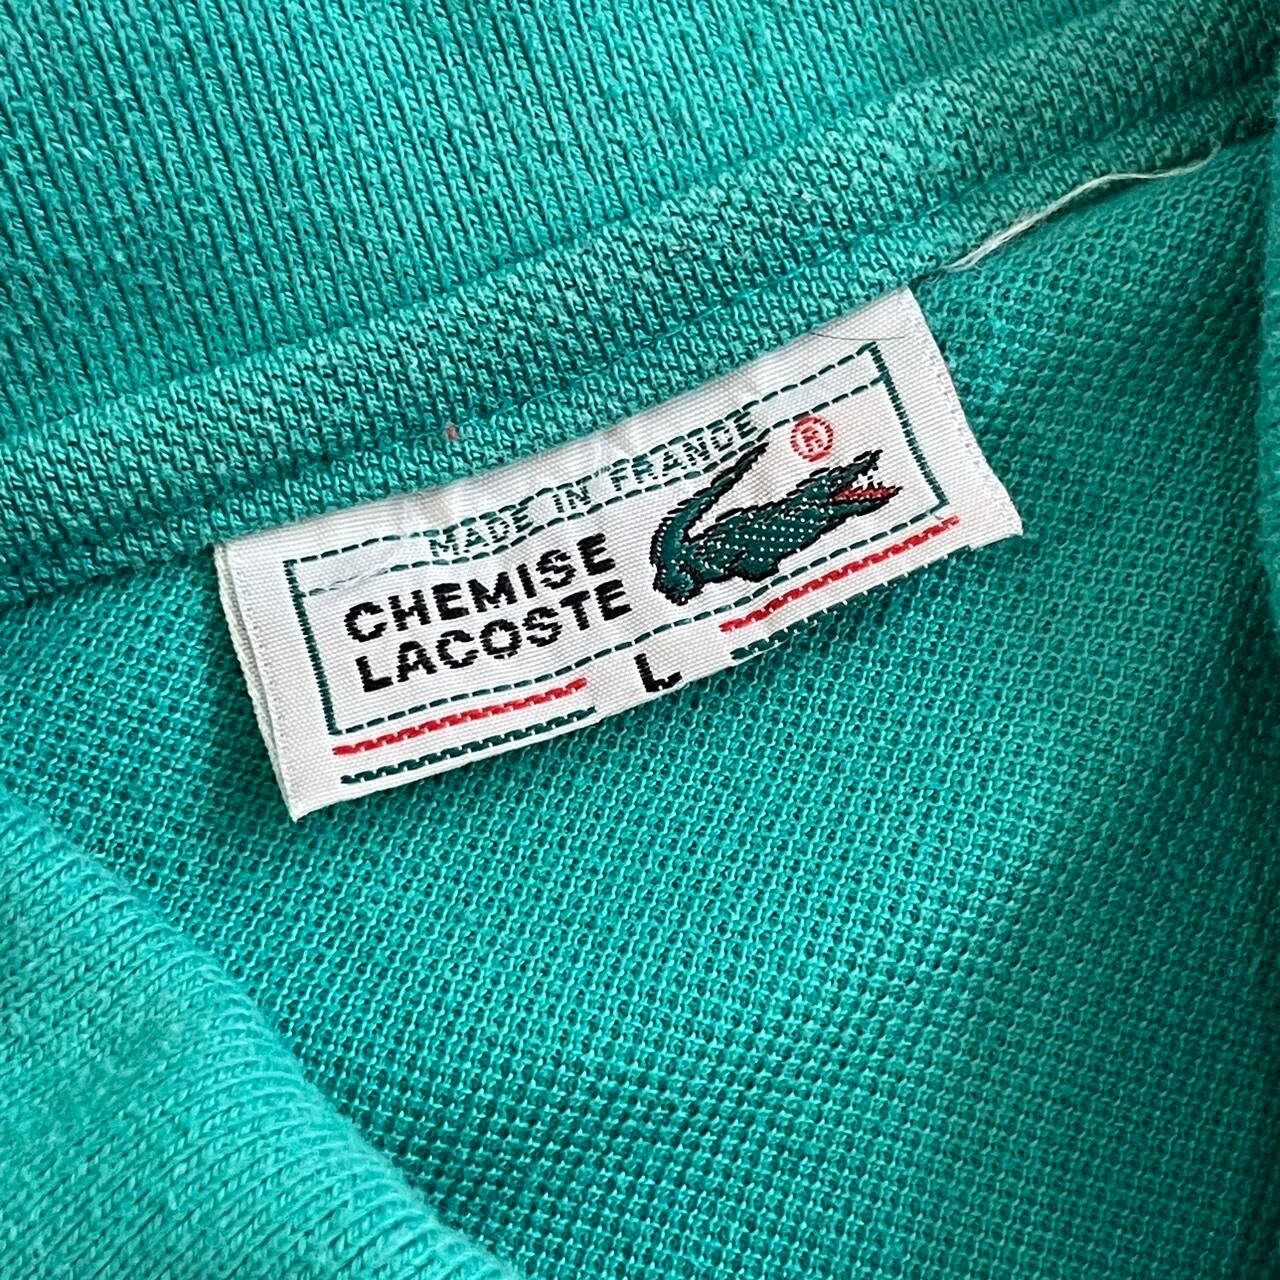 MADE IN FRANCE
®
CHEMISE
LACOSTE
L